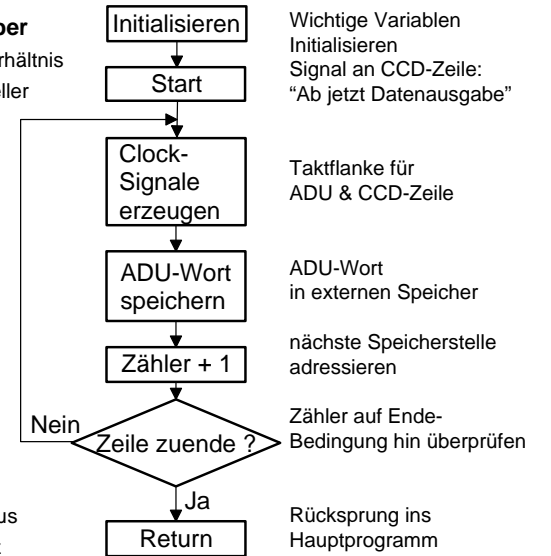 Initialisieren
Wichtige Variablen
Initialisieren
Start
Signal an CCD-Zeile:
“Ab jetzt Datenausgabe”
Clock-
Signale
erzeugen
Taktflanke für
ADU & CCD-Zeile
ADU-Wort
speichern
ADU-Wort
in externen Speicher
Zähler + 1
nächste Speicherstelle
adressieren
Nein
Zeile zuende ?
Zähler auf Ende-
Bedingung hin überprüfen
Ja
Return
Rücksprung ins
Hauptprogramm